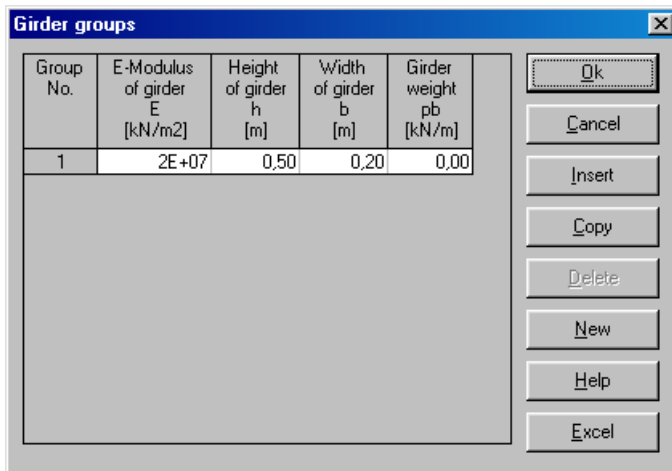 Girder groups
Group No.
E-Modulus of girder E [kN/m2]
Height of girder h [m]
Width of girder b [m]
Girder weight pb [kN/m]
1 2E+07 0,50 0,20 0,00
Ok
Cancel
Insert
Copy
Delete
New
Help
Excel